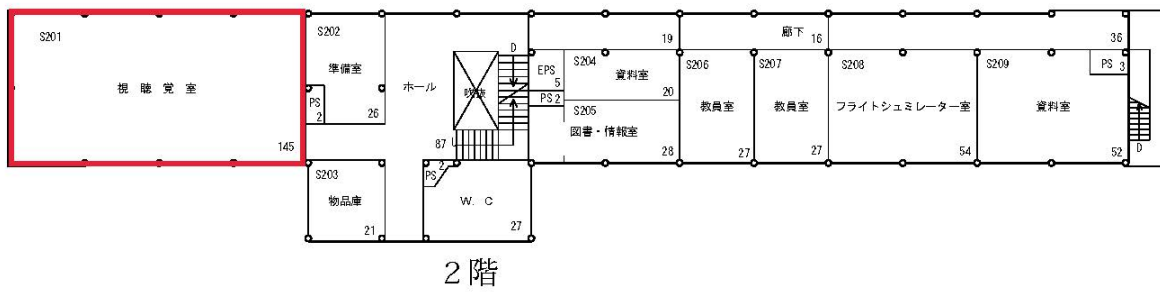 S201
視聴覚室
145
S202
準備室
PS
2
26
ホール
吹抜
87
D
S203
物品庫
21
PS
2
W.C
27
EPS
5
PS 2
S204
資料室
20
S205
図書・情報室
28
19
廊下
16
36
S206
教員室
27
S207
教員室
27
S208
フライトシュミレーター室
54
S209
資料室
52
PS
3
D
2階